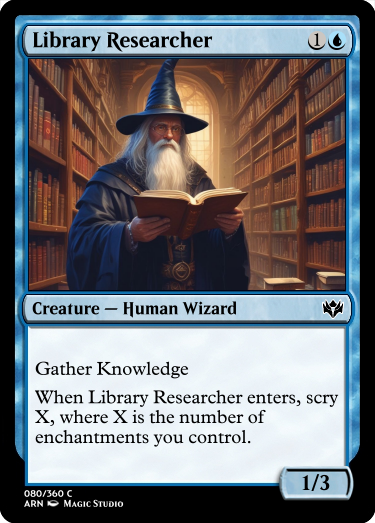 Library Researcher
1
Creature — Human Wizard
Gather Knowledge
When Library Researcher enters, scry
X, where X is the number of
enchantments you control.
1/3
080/360 C
ARN Magic Studio